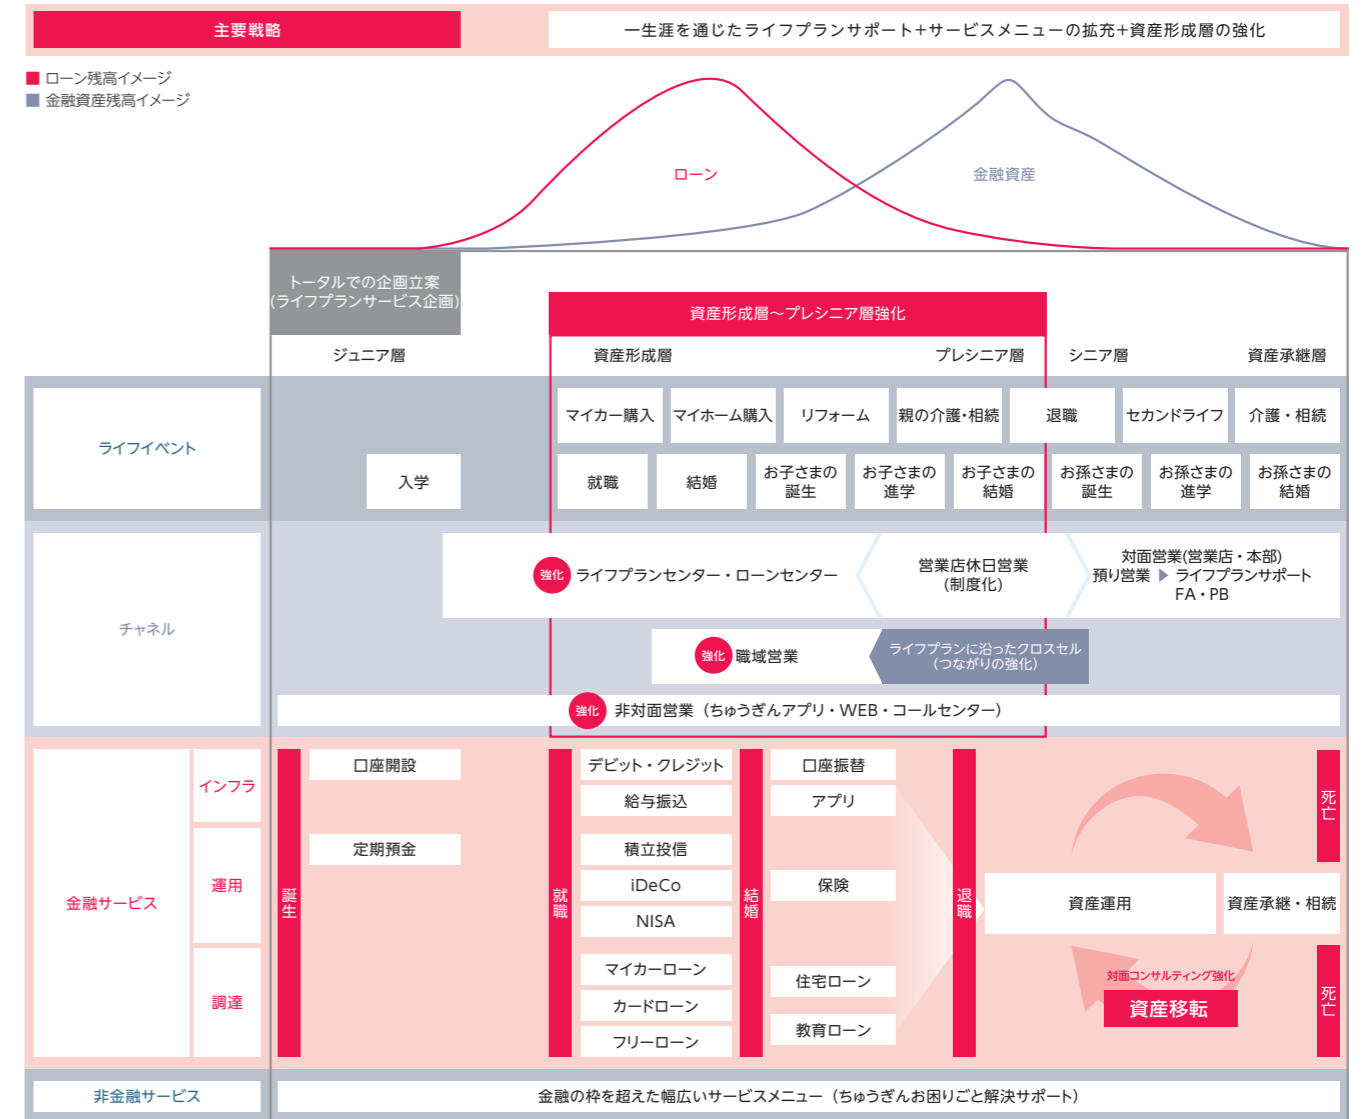 主要戦略
一生涯を通じたライフプランサポート+サービスメニューの拡充+資産形成層の強化
ローン残高イメージ
金融資産残高イメージ
ローン
金融資産
トータルでの企画立案
(ライフプランサービス企画)
資産形成層～プレシニア層強化
ジュニア層
資産形成層
プレシニア層
シニア層
資産承継層
ライフイベント
マイカー購入
マイホーム購入
リフォーム
親の介護・相続
退職
セカンドライフ
介護・相続
入学
就職
結婚
お子さまの
誕生
お子さまの
進学
お子さまの
結婚
お孫さまの
誕生
お孫さまの
進学
お孫さまの
結婚
チャネル
強化 ライフプランセンター・ローンセンター
営業店休日営業
(制度化)
対面営業(営業店・本部)
預り営業 ▶ ライフプランサポート
FA・PB
強化 職域営業
ライフプランに沿ったクロスセル
(つながりの強化)
強化 非対面営業（ちゅうぎんアプリ・WEB・コールセンター）
金融サービス
インフラ
運用
調達
誕生
口座開設
定期預金
就職
デビット・クレジット
給与振込
積立投信
iDeCo
NISA
マイカーローン
カードローン
フリーローン
結婚
口座振替
アプリ
保険
住宅ローン
教育ローン
退職
資産運用
資産承継・相続
対面コンサルティング強化
資産移転
死亡
死亡
非金融サービス
金融の枠を超えた幅広いサービスメニュー（ちゅうぎんお困りごと解決サポート）